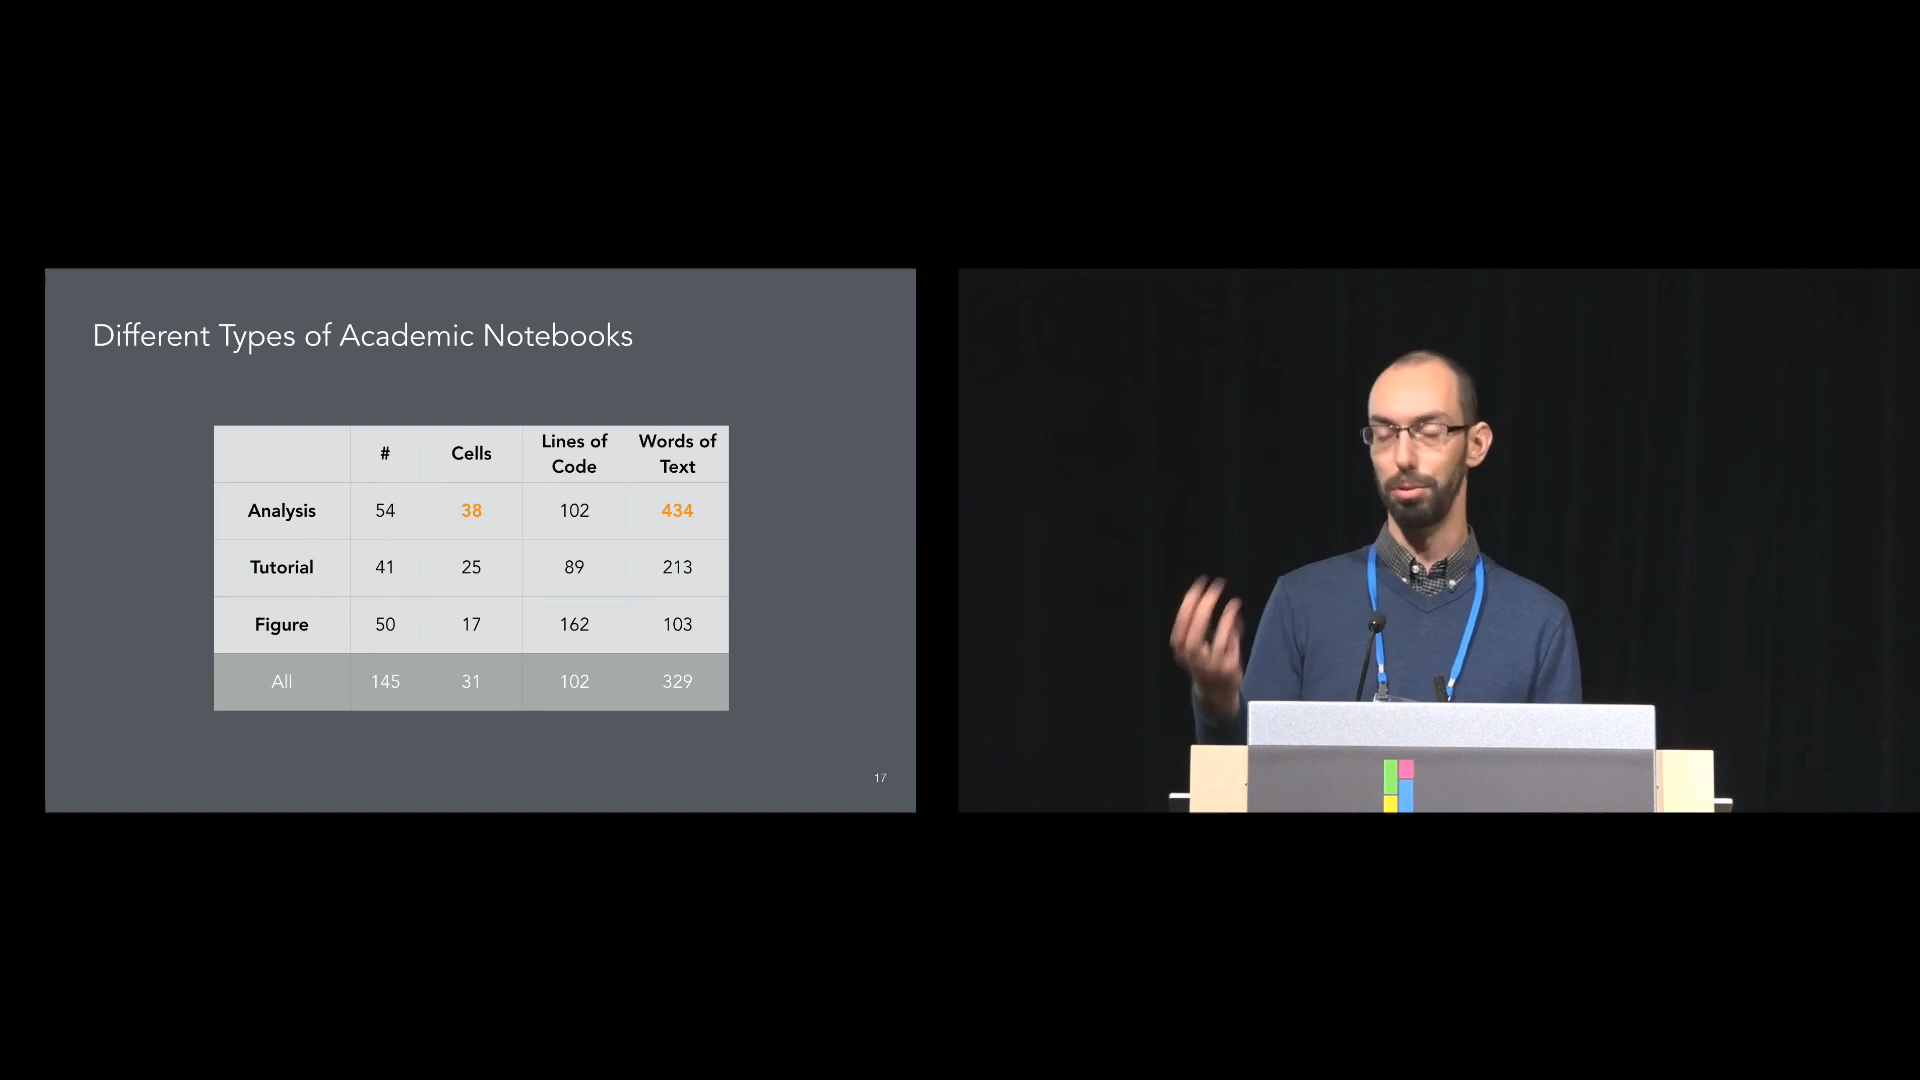 Different Types of Academic Notebooks
# Cells Lines of Code Words of Text
Analysis 54 38 102 434
Tutorial 41 25 89 213
Figure 50 17 162 103
All 145 31 102 329
17